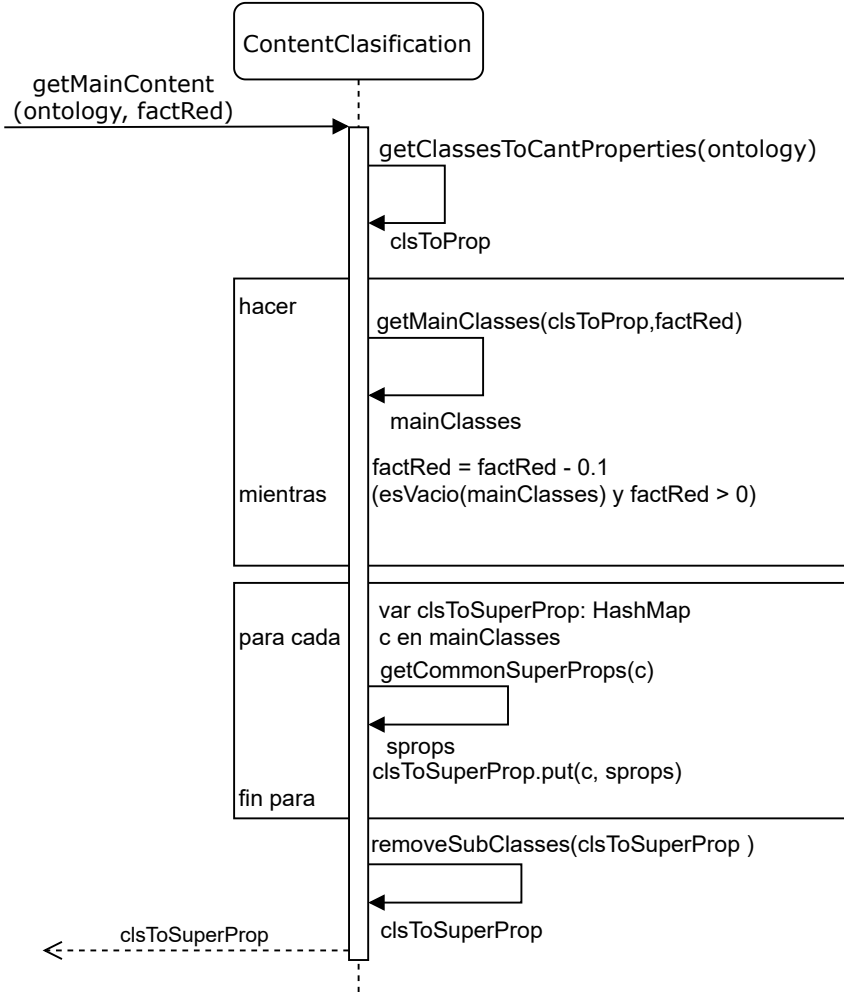 ContentClasification
getMainContent
(ontology, factRed)
getClassesToCantProperties(ontology)
clsToProp
hacer
getMainClasses(clsToProp,factRed)
mainClasses
factRed = factRed - 0.1
mientras (esVacio(mainClasses) y factRed > 0)
var clsToSuperProp: HashMap
para cada c en mainClasses
getCommonSuperProps(c)
sprops
clsToSuperProp.put(c, sprops)
fin para
removeSubClasses(clsToSuperProp )
clsToSuperProp
clsToSuperProp